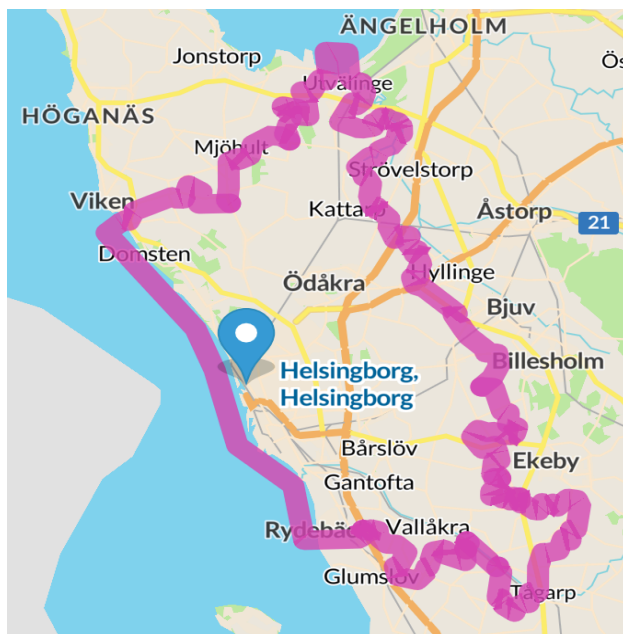 ÄNGELHOLM
Jonstorp
Ös
Utvälinge
HÖGANÄS
Mjöhult
Strövelstorp
Viken
Kattarp
Åstorp
21
Domsten
Hyllinge
Ödåkra
Bjuv
Billesholm
Helsingborg,
Helsingborg
Bårslöv
Ekeby
Gantofta
Rydebäc
Vallåkra
Glumslöv
Tågarp